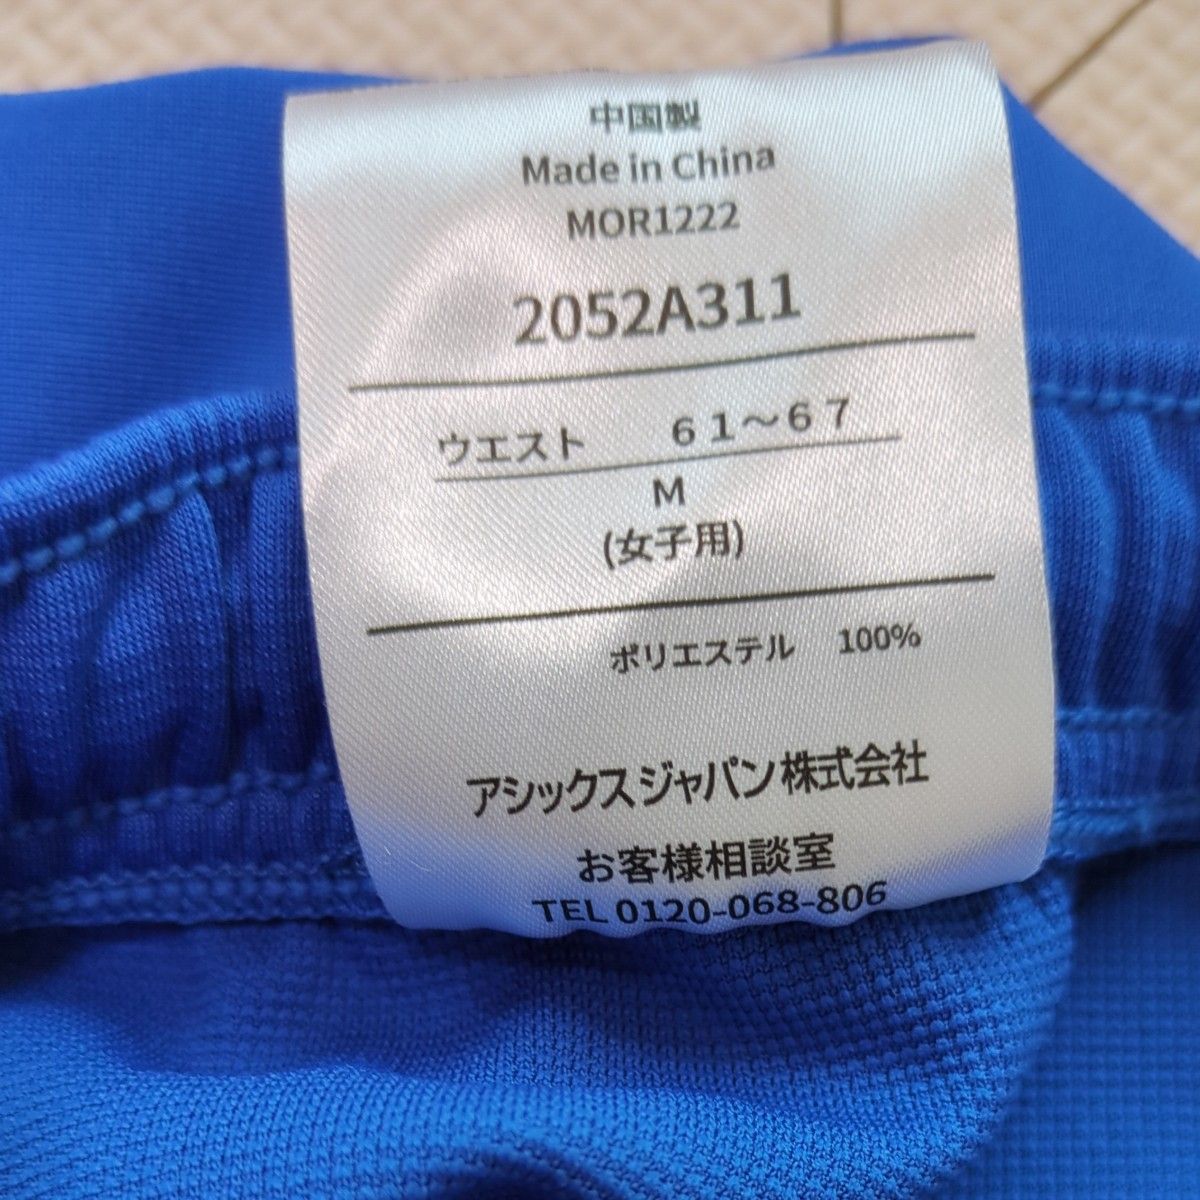 中国製
Made in China
MOR1222
2052A311
ウエスト　６１～６７
M
(女子用)
ポリエステル　100%
アシックスジャパン株式会社
お客様相談室
TEL 0120-068-806